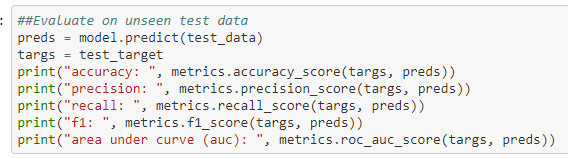 :
##Evaluate on unseen test data
preds = model.predict(test_data)
targs = test_target
print("accuracy: ", metrics.accuracy_score(targs, preds))
print("precision: ", metrics.precision_score(targs, preds))
print("recall: ", metrics.recall_score(targs, preds))
print("f1: ", metrics.f1_score(targs, preds))
print("area under curve (auc): ", metrics.roc_auc_score(targs, preds))